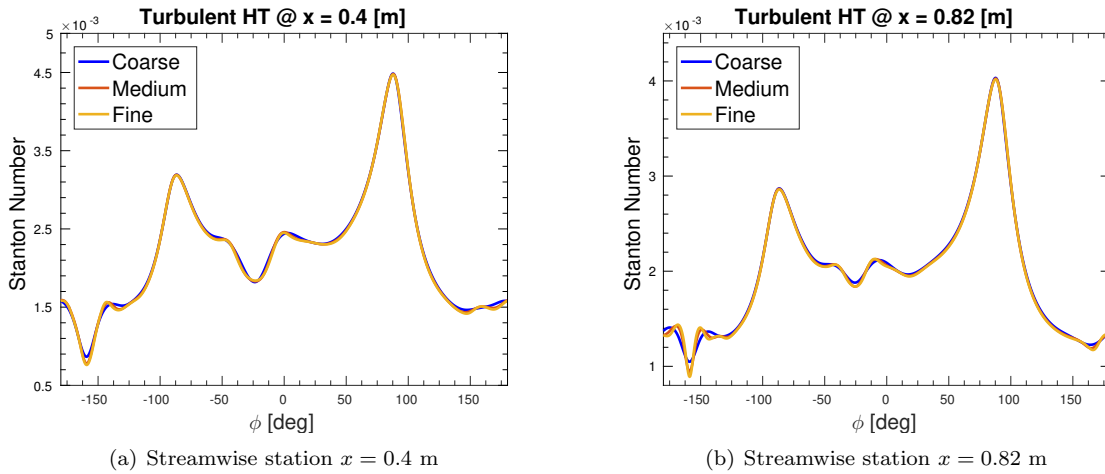 Turbulent HT @ x = 0.4 [m]
×10⁻³
5
4.5
3.5
2.5
1.5
0.5
Stanton Number
Coarse
Medium
Fine
-150 -100 -50 0 50 100 150
ϕ [deg]
(a) Streamwise station x = 0.4 m
Turbulent HT @ x = 0.82 [m]
×10⁻³
4
3
2
1
Stanton Number
Coarse
Medium
Fine
-150 -100 -50 0 50 100 150
ϕ [deg]
(b) Streamwise station x = 0.82 m